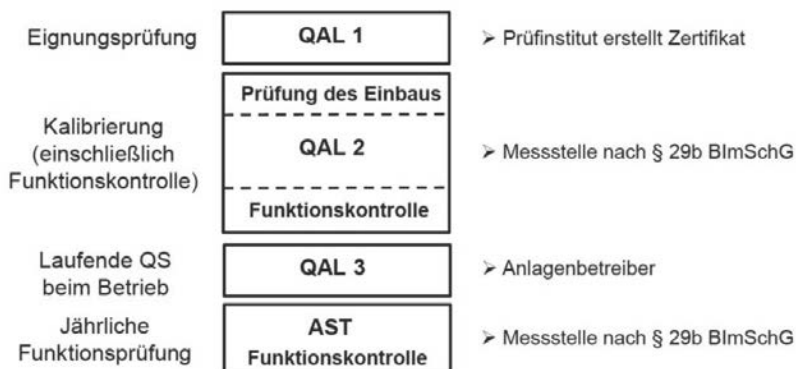 Eignungsprüfung
QAL 1
➢ Prüfinstitut erstellt Zertifikat
Prüfung des Einbaus
Kalibrierung
(einschließlich
Funktionskontrolle)
QAL 2
➢ Messstelle nach § 29b BImSchG
Funktionskontrolle
Laufende QS
beim Betrieb
QAL 3
➢ Anlagenbetreiber
Jährliche
Funktionsprüfung
AST
Funktionskontrolle
➢ Messstelle nach § 29b BImSchG